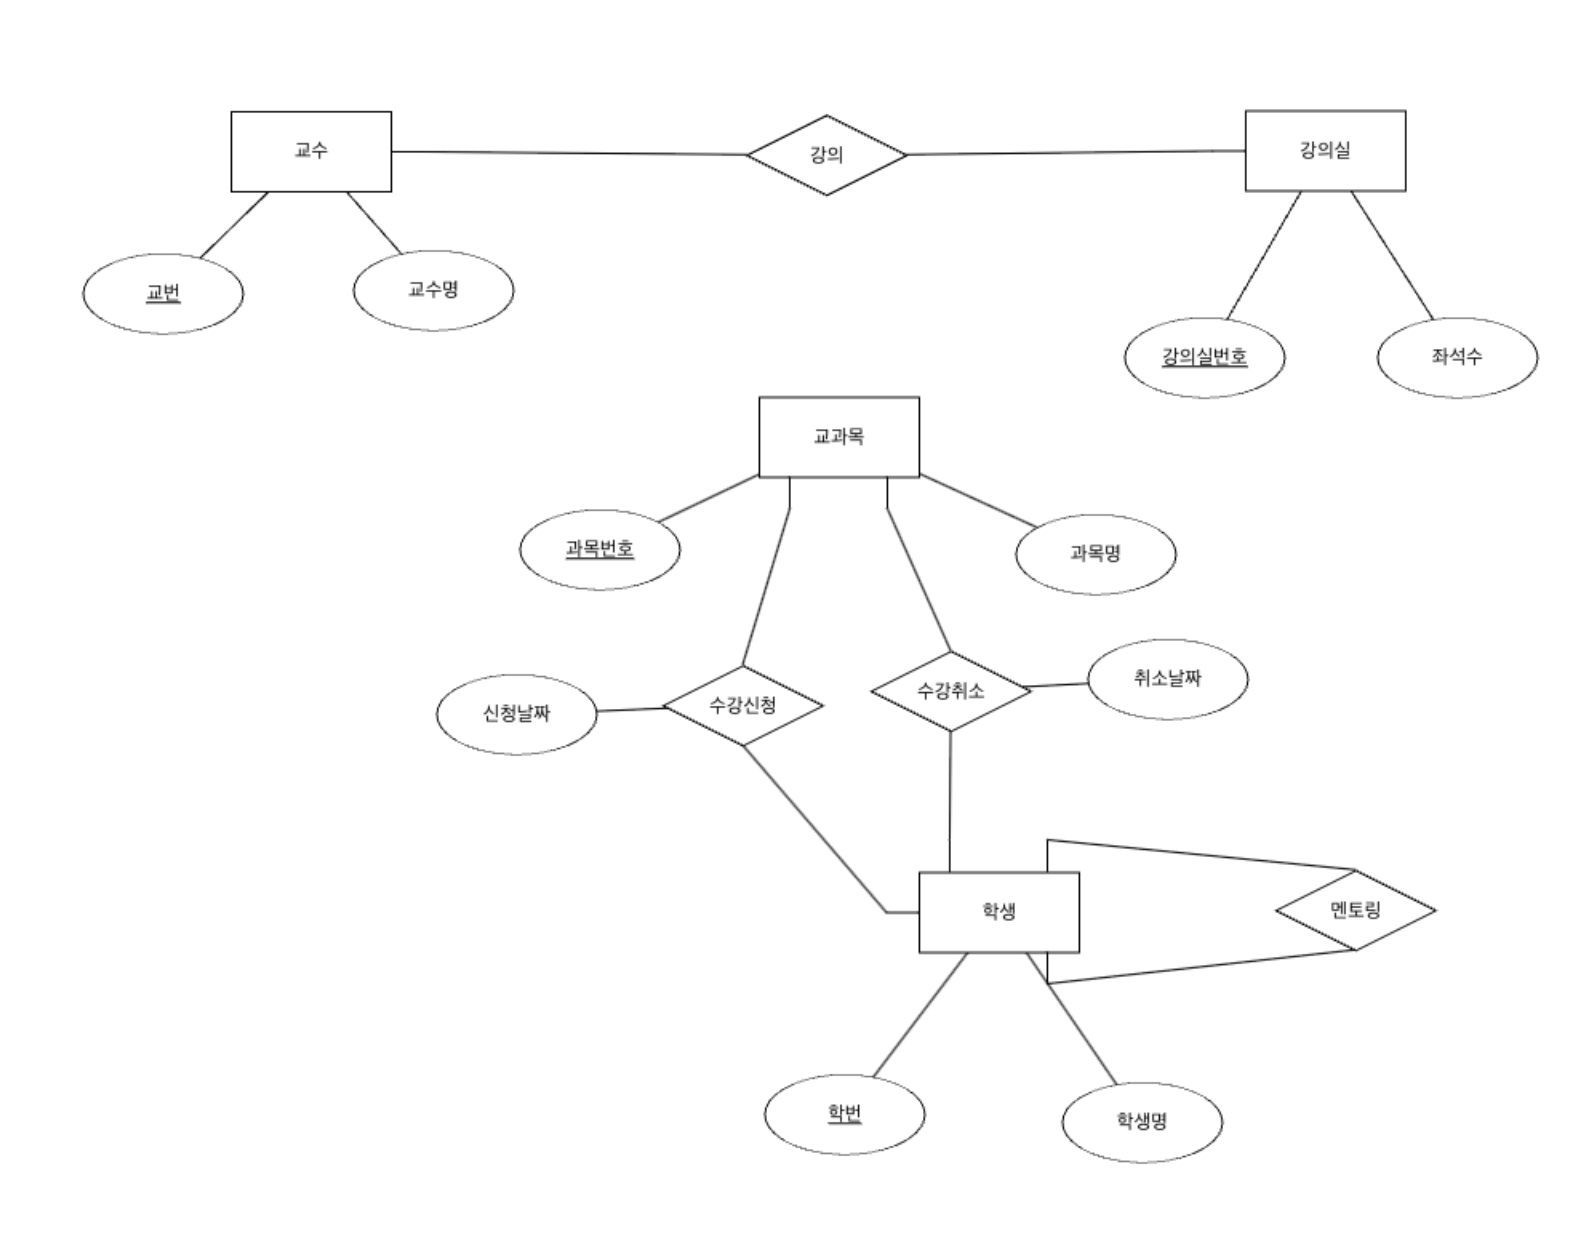 교수
강의
강의실
교번
교수명
강의실번호
좌석수
교과목
과목번호
과목명
신청날짜
수강신청
수강취소
취소날짜
학생
멘토링
학번
학생명